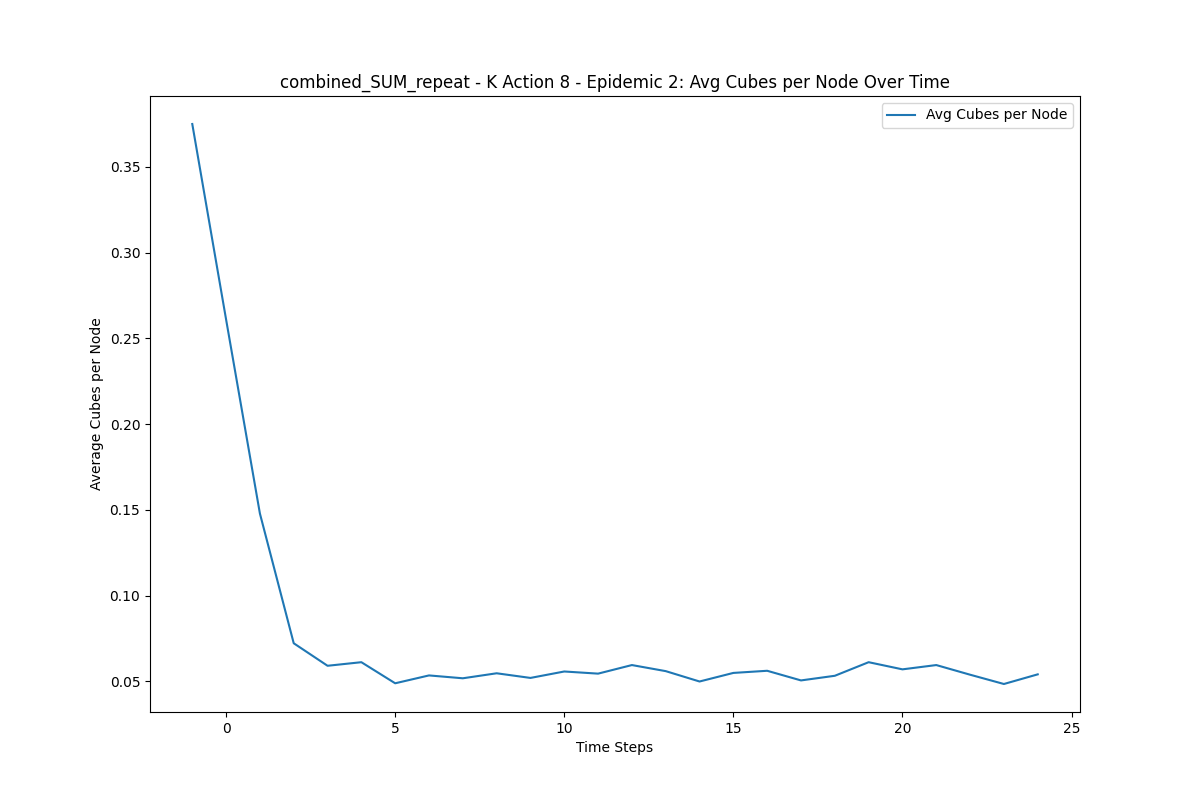 combined_SUM_repeat - K Action 8 - Epidemic 2: Avg Cubes per Node Over Time
Avg Cubes per Node
Average Cubes per Node
0.35
0.30
0.25
0.20
0.15
0.10
0.05
0 5 10 15 20 25
Time Steps